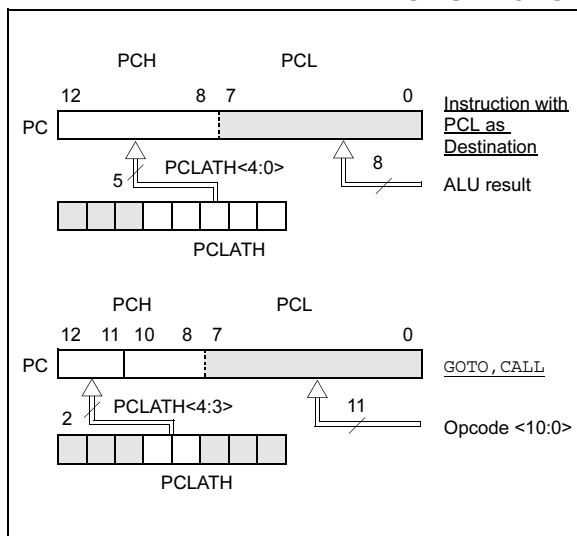 PCH PCL
12 8 7 0
PC
Instruction with
PCL as
Destination
5 PCLATH<4:0> 8
ALU result
PCLATH
PCH PCL
12 11 10 8 7 0
PC GOTO, CALL
2 PCLATH<4:3> 11
Opcode <10:0>
PCLATH